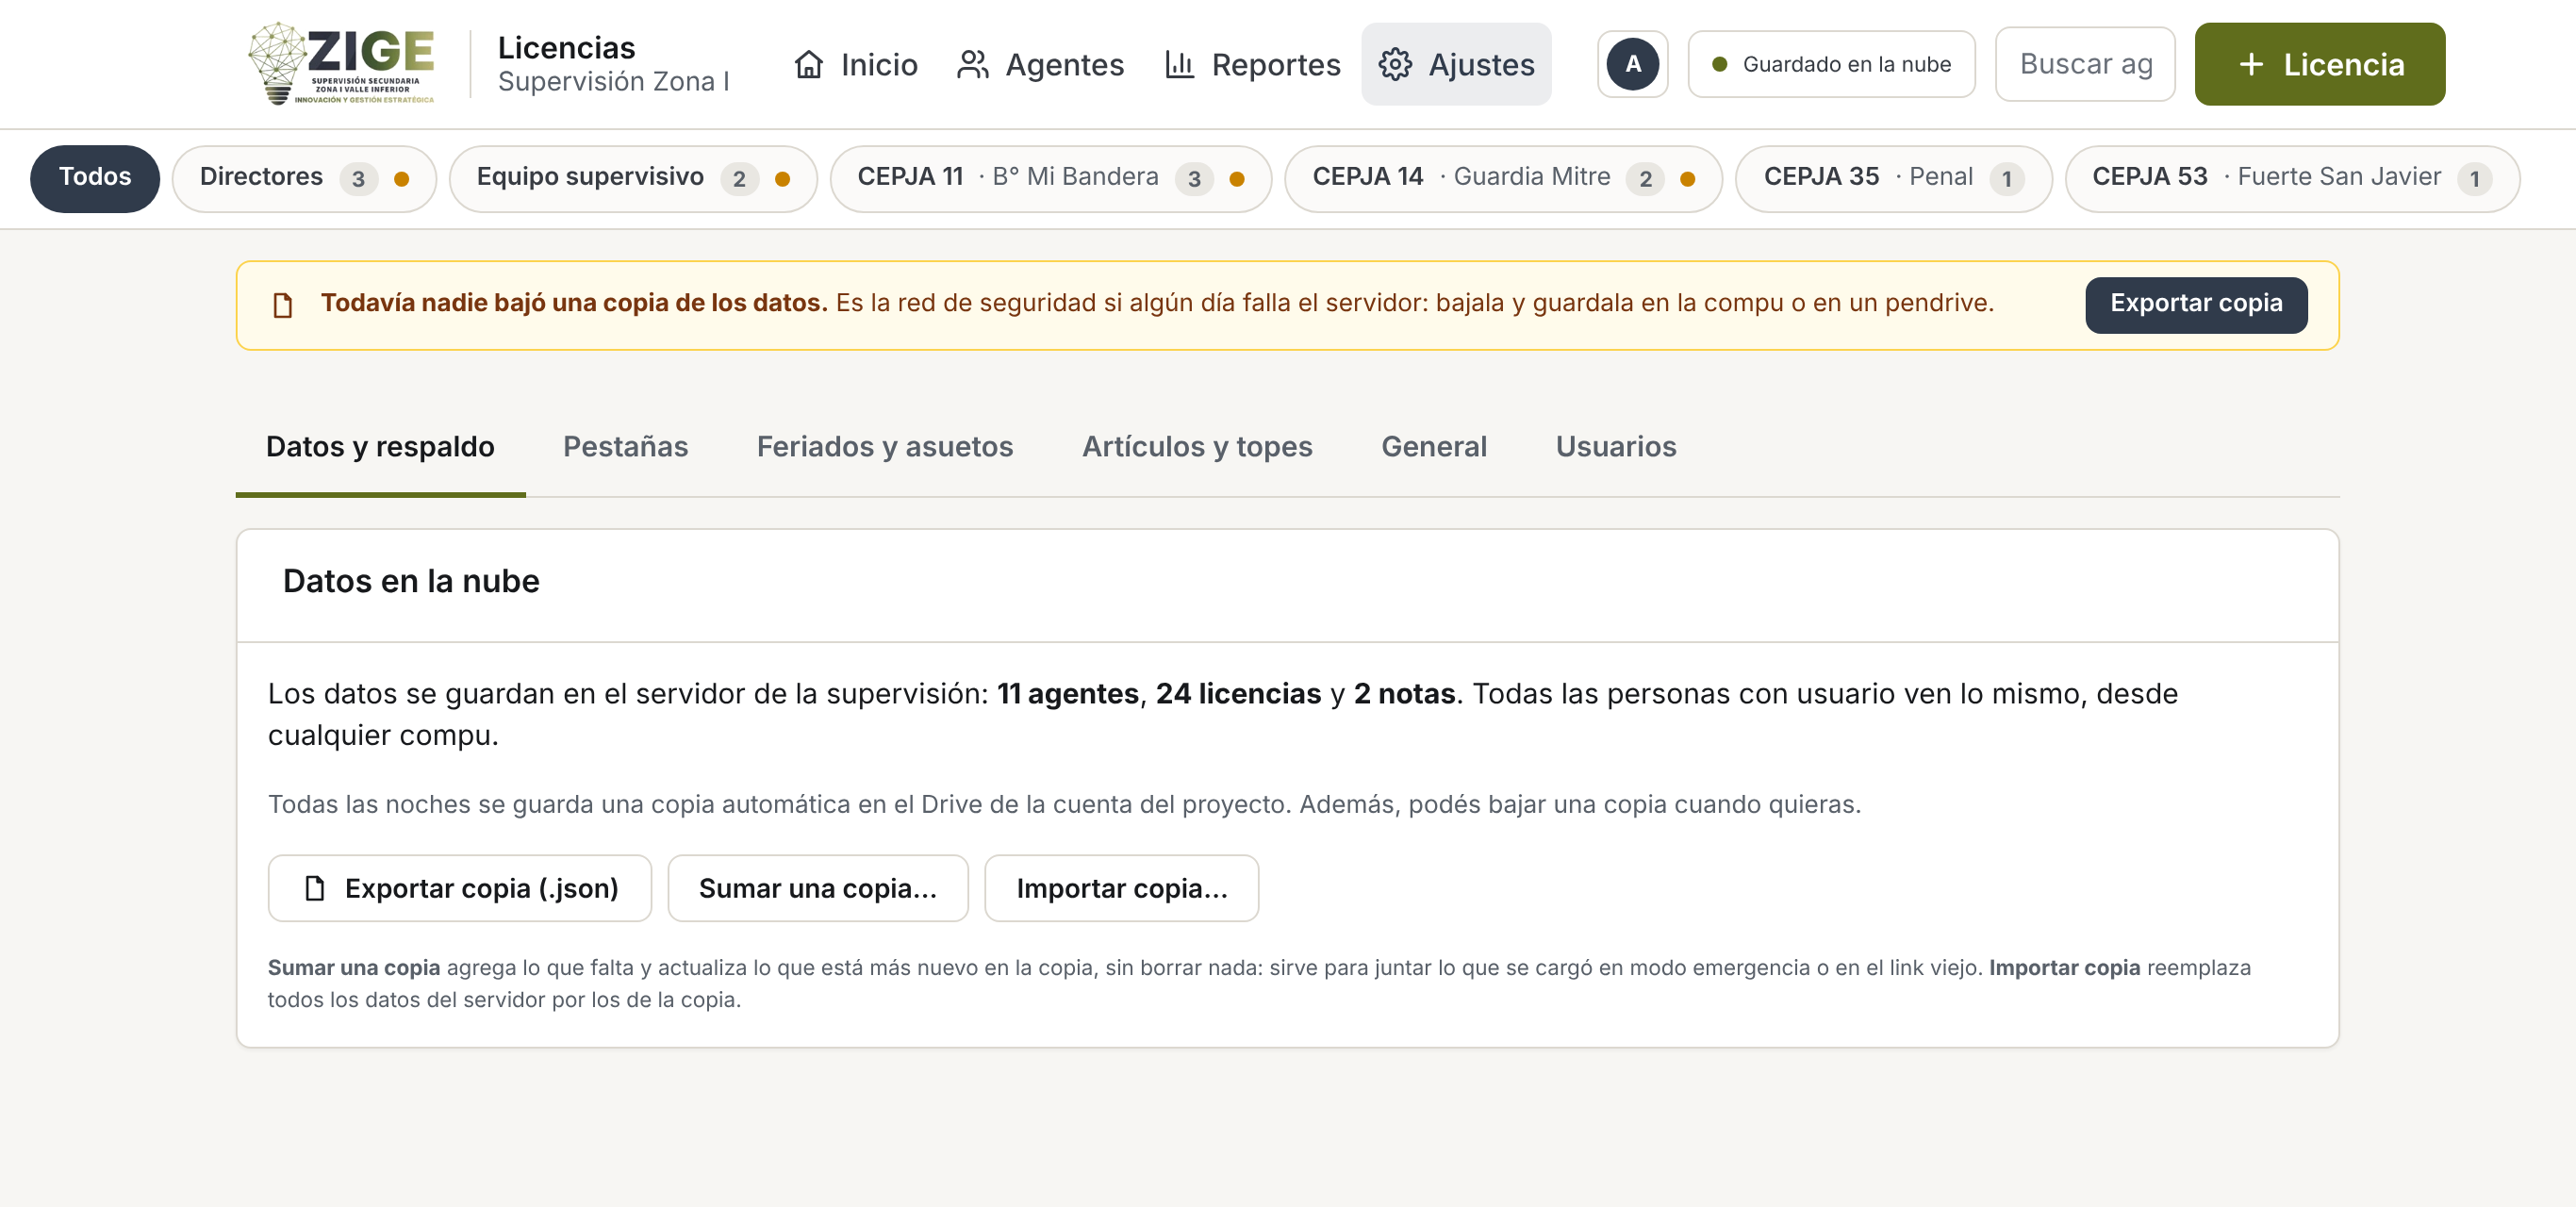 ZIGE
SUPERVISIÓN SECUNDARIA
ZONA I VALLE INFERIOR
INNOVACIÓN Y GESTIÓN ESTRATÉGICA
Licencias
Supervisión Zona I
Inicio
Agentes
Reportes
Ajustes
A
Guardado en la nube
Buscar ag
+ Licencia
Todos
Directores 3
Equipo supervisivo 2
CEPJA 11 · B° Mi Bandera 3
CEPJA 14 · Guardia Mitre 2
CEPJA 35 · Penal 1
CEPJA 53 · Fuerte San Javier 1
Todavía nadie bajó una copia de los datos. Es la red de seguridad si algún día falla el servidor: bajala y guardala en la compu o en un pendrive.
Exportar copia
Datos y respaldo
Pestañas
Feriados y asuetos
Artículos y topes
General
Usuarios
Datos en la nube
Los datos se guardan en el servidor de la supervisión: 11 agentes, 24 licencias y 2 notas. Todas las personas con usuario ven lo mismo, desde
cualquier compu.
Todas las noches se guarda una copia automática en el Drive de la cuenta del proyecto. Además, podés bajar una copia cuando quieras.
Exportar copia (.json)
Sumar una copia...
Importar copia...
Sumar una copia agrega lo que falta y actualiza lo que está más nuevo en la copia, sin borrar nada: sirve para juntar lo que se cargó en modo emergencia o en el link viejo. Importar copia reemplaza
todos los datos del servidor por los de la copia.